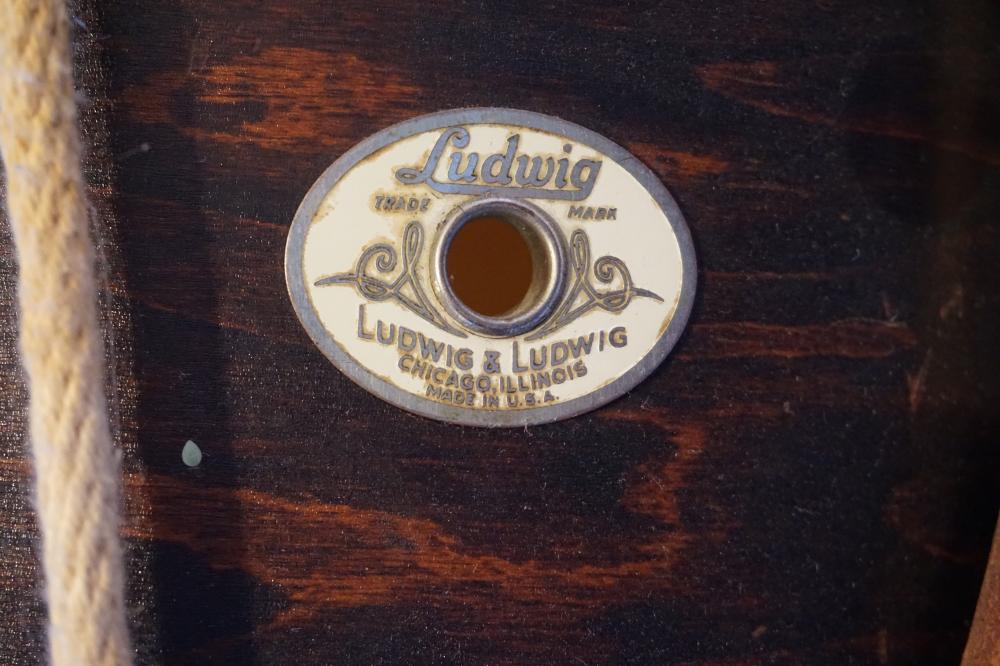 Ludwig
TRADE MARK
LUDWIG & LUDWIG
CHICAGO, ILLINOIS
MADE IN U.S.A.